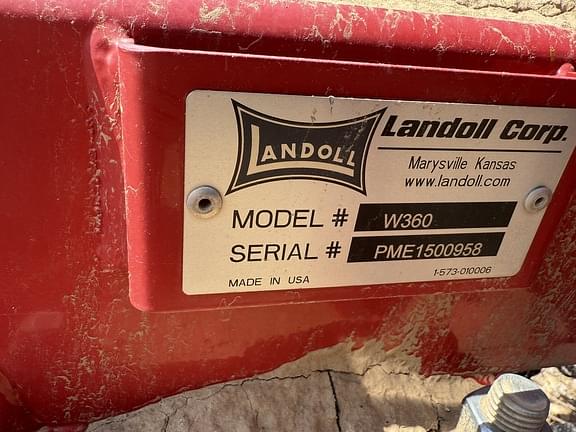 LANDOLL
Landoll Corp.
Marysville Kansas
www.landoll.com
MODEL # W360
SERIAL # PME1500958
MADE IN USA 1-573-010006